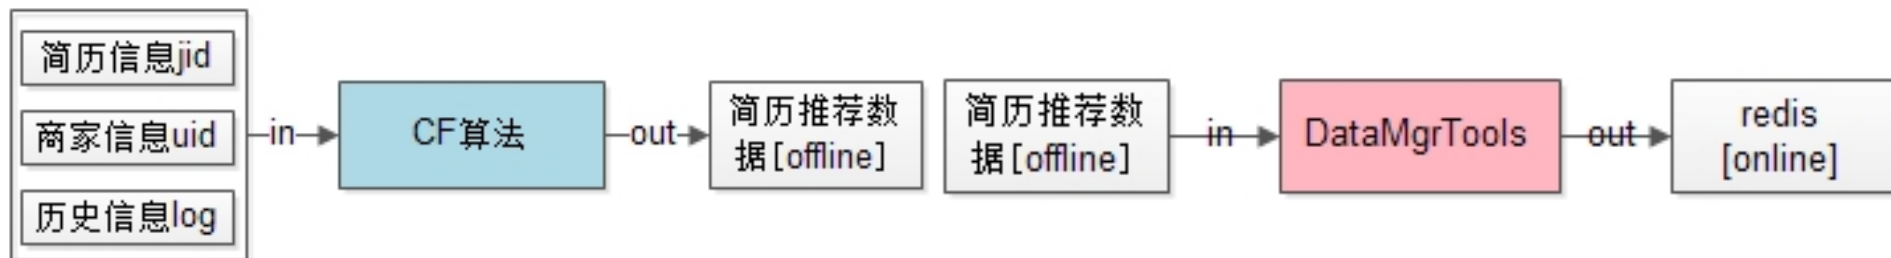 简历信息jid
商家信息uid
历史信息log
in
CF算法
out
简历推荐数
据[offline]
简历推荐数
据[offline]
in
DataMgrTools
out
redis
[online]